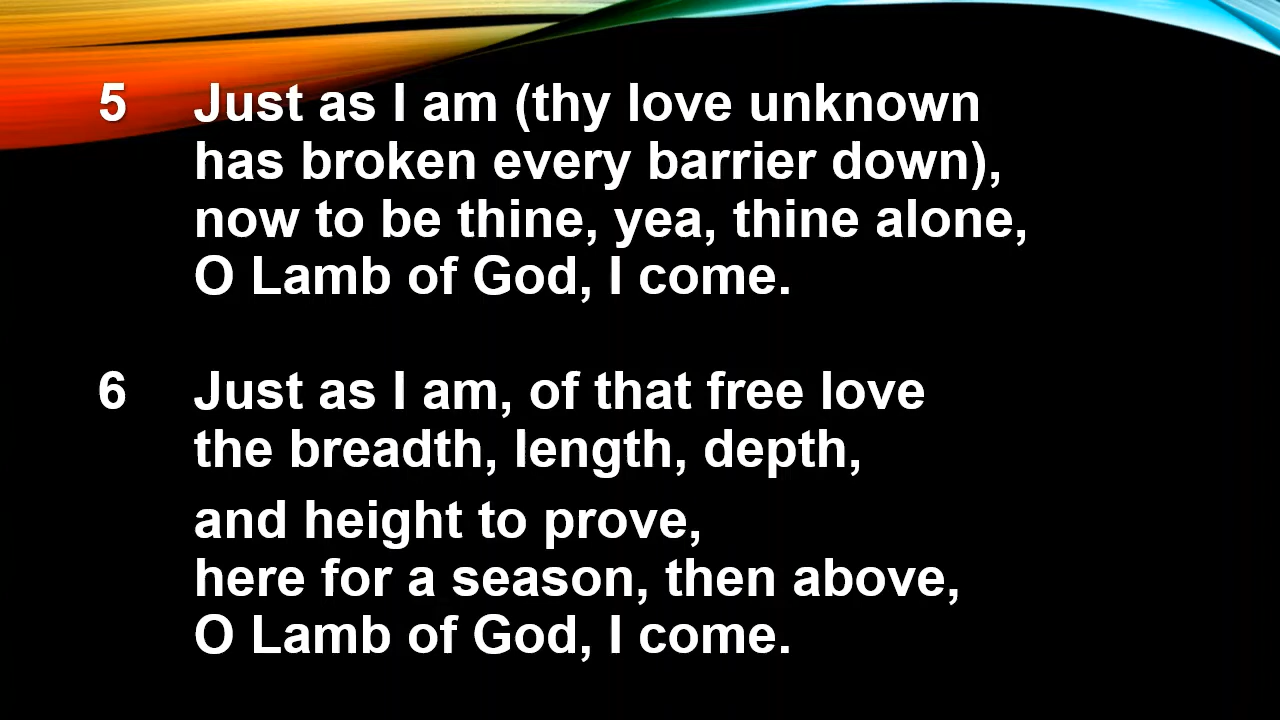 5 Just as I am (thy love unknown
has broken every barrier down),
now to be thine, yea, thine alone,
O Lamb of God, I come.
6 Just as I am, of that free love
the breadth, length, depth,
and height to prove,
here for a season, then above,
O Lamb of God, I come.